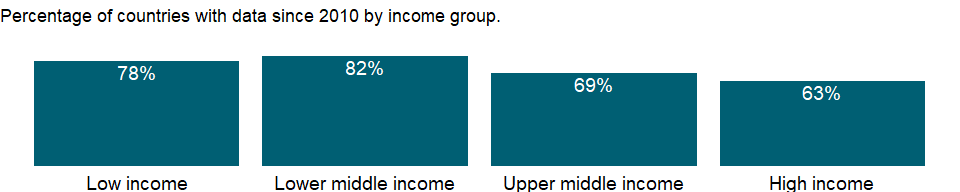 Percentage of countries with data since 2010 by income group.
78% 82% 69% 63%
Low income Lower middle income Upper middle income High income